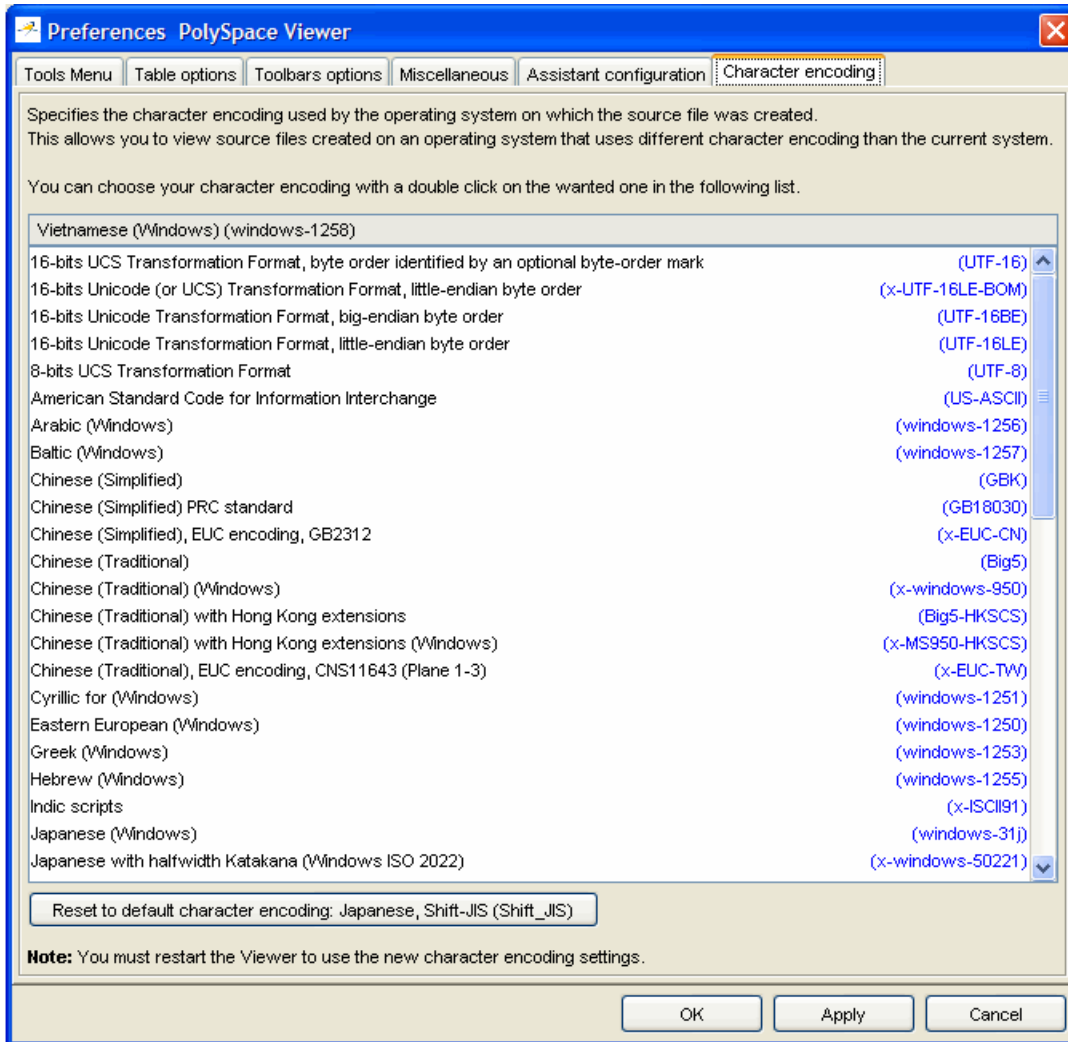 Preferences PolySpace Viewer
Tools Menu Table options Toolbars options Miscellaneous Assistant configuration Character encoding
Specifies the character encoding used by the operating system on which the source file was created.
This allows you to view source files created on an operating system that uses different character encoding than the current system.
You can choose your character encoding with a double click on the wanted one in the following list.
Vietnamese (Windows) (windows-1258)
16-bits UCS Transformation Format, byte order identified by an optional byte-order mark (UTF-16)
16-bits Unicode (or UCS) Transformation Format, little-endian byte order (x-UTF-16LE-BOM)
16-bits Unicode Transformation Format, big-endian byte order (UTF-16BE)
16-bits Unicode Transformation Format, little-endian byte order (UTF-16LE)
8-bits UCS Transformation Format (UTF-8)
American Standard Code for Information Interchange (US-ASCII)
Arabic (Windows) (windows-1256)
Baltic (Windows) (windows-1257)
Chinese (Simplified) (GBK)
Chinese (Simplified) PRC standard (GB18030)
Chinese (Simplified), EUC encoding, GB2312 (x-EUC-CN)
Chinese (Traditional) (Big5)
Chinese (Traditional) (Windows) (x-windows-950)
Chinese (Traditional) with Hong Kong extensions (Big5-HKSCS)
Chinese (Traditional) with Hong Kong extensions (Windows) (x-MS950-HKSCS)
Chinese (Traditional), EUC encoding, CNS11643 (Plane 1-3) (x-EUC-TW)
Cyrillic for (Windows) (windows-1251)
Eastern European (Windows) (windows-1250)
Greek (Windows) (windows-1253)
Hebrew (Windows) (windows-1255)
Indic scripts (x-ISCII91)
Japanese (Windows) (windows-31j)
Japanese with halfwidth Katakana (Windows ISO 2022) (x-windows-50221)
Reset to default character encoding: Japanese, Shift-JIS (Shift_JIS)
Note: You must restart the Viewer to use the new character encoding settings.
OK Apply Cancel